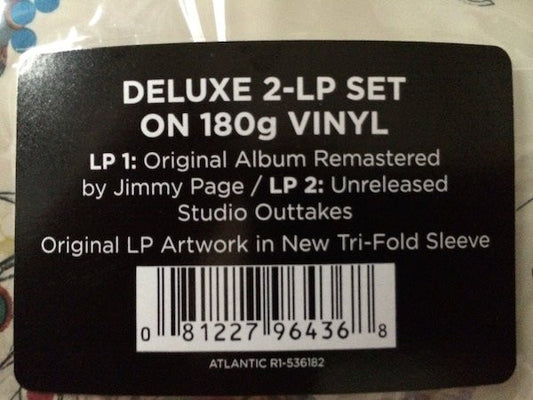 DELUXE 2-LP SET
ON 180g VINYL
LP 1: Original Album Remastered
by Jimmy Page / LP 2: Unreleased
Studio Outtakes
Original LP Artwork in New Tri-Fold Sleeve
0 81227 96436 8
ATLANTIC R1-536182